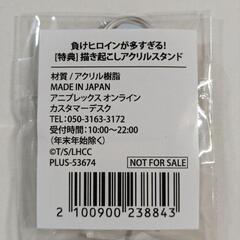 負けヒロインが多すぎる!
[特典] 描き起こしアクリルスタンド
材質 / アクリル樹脂
MADE IN JAPAN
アニプレックス オンライン
カスタマーデスク
TEL:050-3163-3172
受付時間:10:00〜22:00
(年末年始除く)
©T/S/LHCC
PLUS-53674
NOT FOR SALE
2 100900 238843